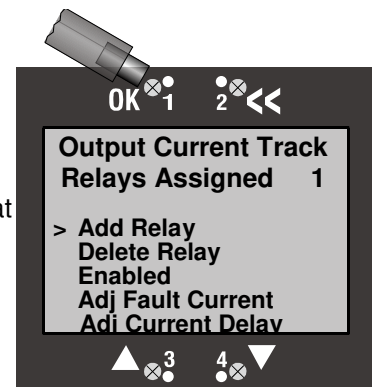 OK 1 2 <<
Output Current Track
Relays Assigned 1
at
> Add Relay
Delete Relay
Enabled
Adj Fault Current
Adj Current Delay
3 4